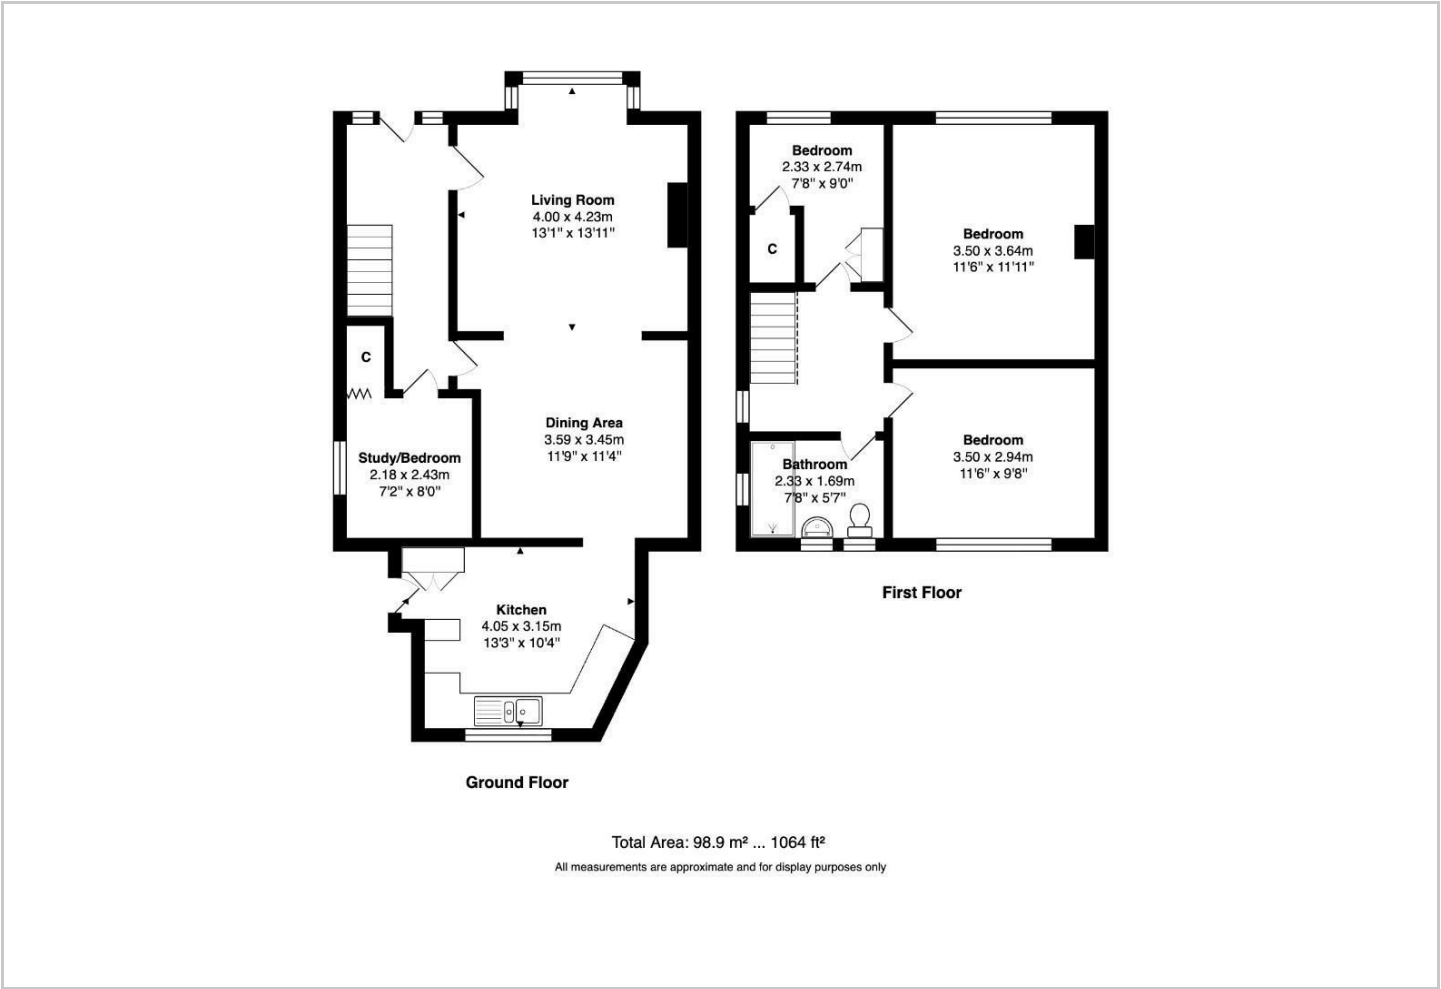 Living Room
4.00 x 4.23m
13'1" x 13'11"
C
Dining Area
3.59 x 3.45m
11'9" x 11'4"
Study/Bedroom
2.18 x 2.43m
7'2" x 8'0"
Kitchen
4.05 x 3.15m
13'3" x 10'4"
Ground Floor
Bedroom
2.33 x 2.74m
7'8" x 9'0"
C
Bedroom
3.50 x 3.64m
11'6" x 11'11"
Bedroom
3.50 x 2.94m
11'6" x 9'8"
Bathroom
2.33 x 1.69m
7'8" x 5'7"
First Floor
Total Area: 98.9 m² ... 1064 ft²
All measurements are approximate and for display purposes only